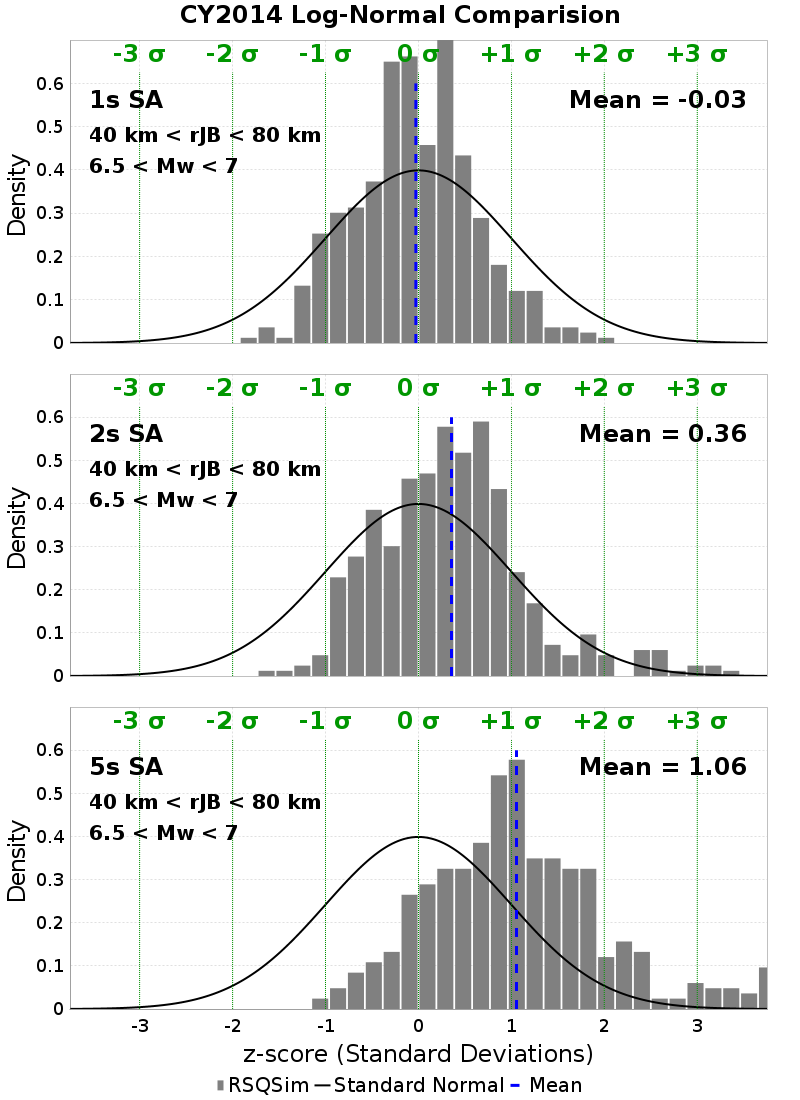 CY2014 Log-Normal Comparision
-3 σ -2 σ -1 σ 0 σ +1 σ +2 σ +3 σ
1s SA Mean = -0.03
40 km < rJB < 80 km
6.5 < Mw < 7
Density
0.6
0.5
0.4
0.3
0.2
0.1
0
-3 σ -2 σ -1 σ 0 σ +1 σ +2 σ +3 σ
2s SA Mean = 0.36
40 km < rJB < 80 km
6.5 < Mw < 7
Density
0.6
0.5
0.4
0.3
0.2
0.1
0
-3 σ -2 σ -1 σ 0 σ +1 σ +2 σ +3 σ
5s SA Mean = 1.06
40 km < rJB < 80 km
6.5 < Mw < 7
Density
0.6
0.5
0.4
0.3
0.2
0.1
0
-3 -2 -1 0 1 2 3
z-score (Standard Deviations)
RSQSim Standard Normal Mean